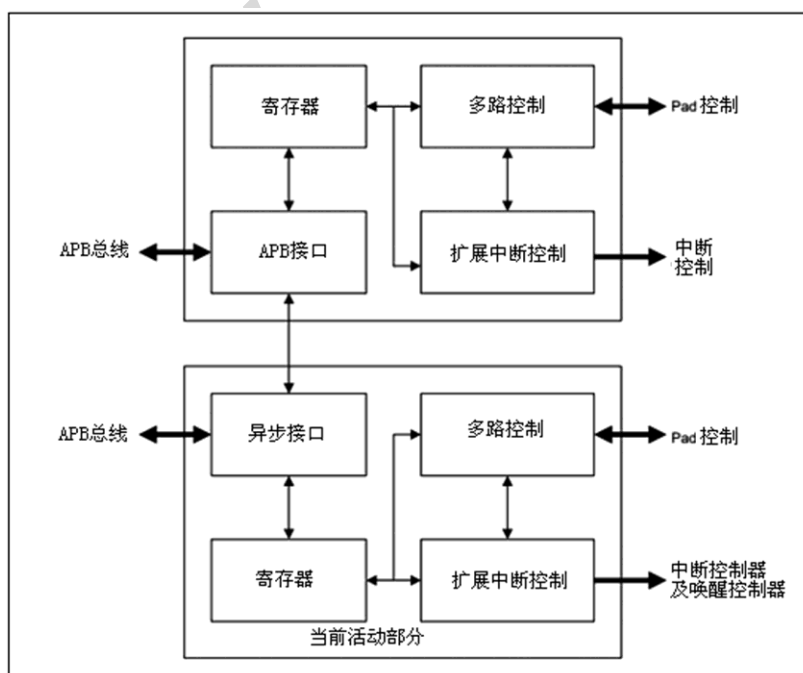 寄存器
多路控制
Pad 控制
APB总线
APB接口
扩展中断控制
中断
控制
APB总线
异步接口
多路控制
Pad 控制
寄存器
扩展中断控制
中断控制器
及唤醒控制器
当前活动部分